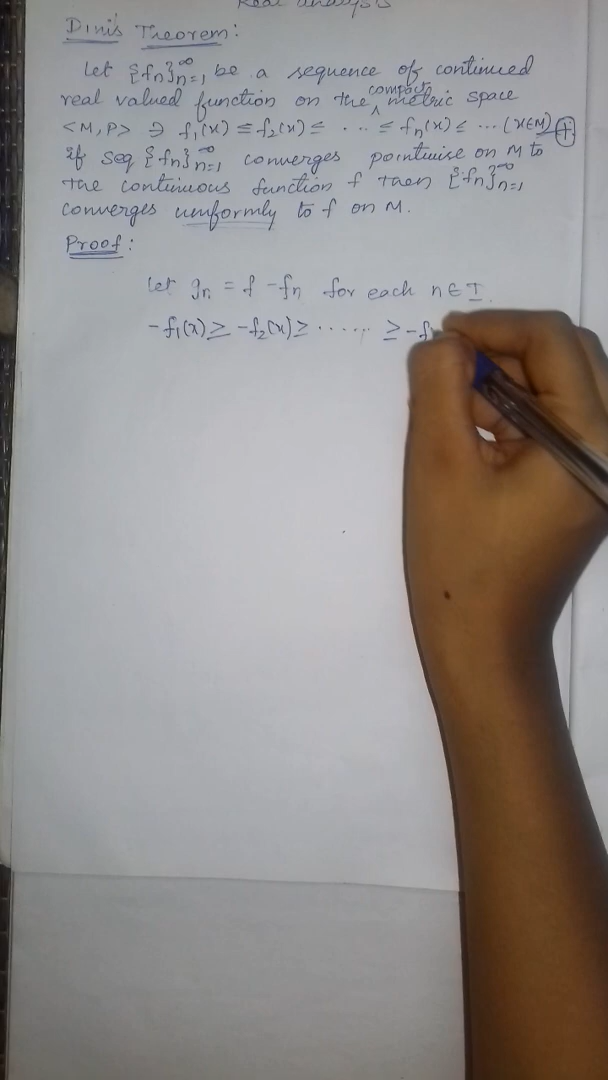 Real analysis
Dini's Theorem:
Let {fn}∞n=1 be a sequence of continued
real valued function on the compact metric space
<M, P> ∋ f1(x) ≤ f2(x) ≤ .. ≤ fn(x) ≤ ... (x∈M)
if seq {fn}∞n=1 converges pointwise on M to
the continuous function f then {fn}∞n=1
converges uniformly to f on M.
Proof:
Let gn = f - fn for each n ∈ I.
-f1(x) ≥ -f2(x) ≥ ...... ≥ -f